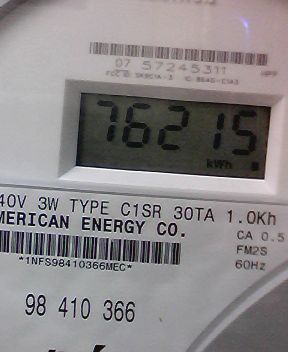 07 57245311
76215
kWh
40V 3W TYPE C1SR 30TA 1.0Kh
MERICAN ENERGY CO.
CA 0.5
*1NFS98410366MEC*
FM2S
60Hz
98 410 366